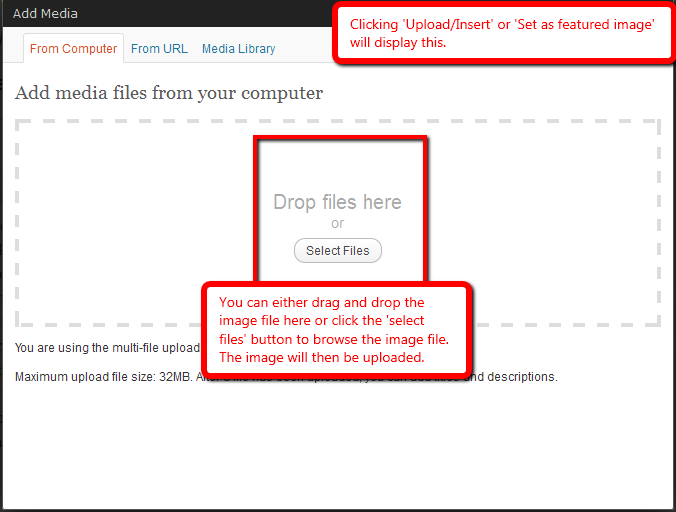 Add Media
Clicking 'Upload/Insert' or 'Set as featured image'
will display this.
From Computer From URL Media Library
Add media files from your computer
Drop files here
or
Select Files
You can either drag and drop the
image file here or click the 'select
files' button to browse the image file.
The image will then be uploaded.
You are using the multi-file upload
Maximum upload file size: 32MB. and descriptions.